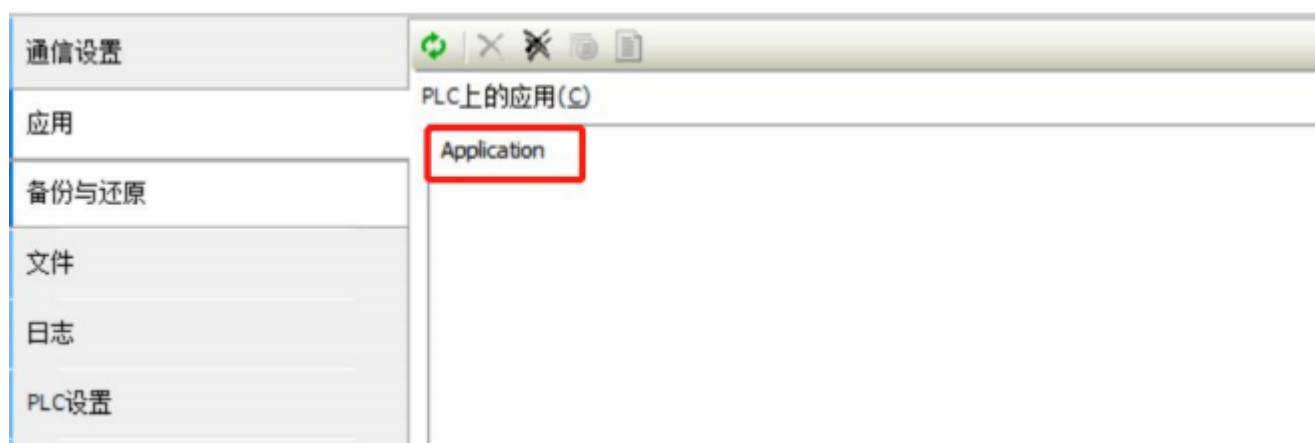 通信设置
应用
备份与还原
文件
日志
PLC设置
PLC上的应用(C)
Application